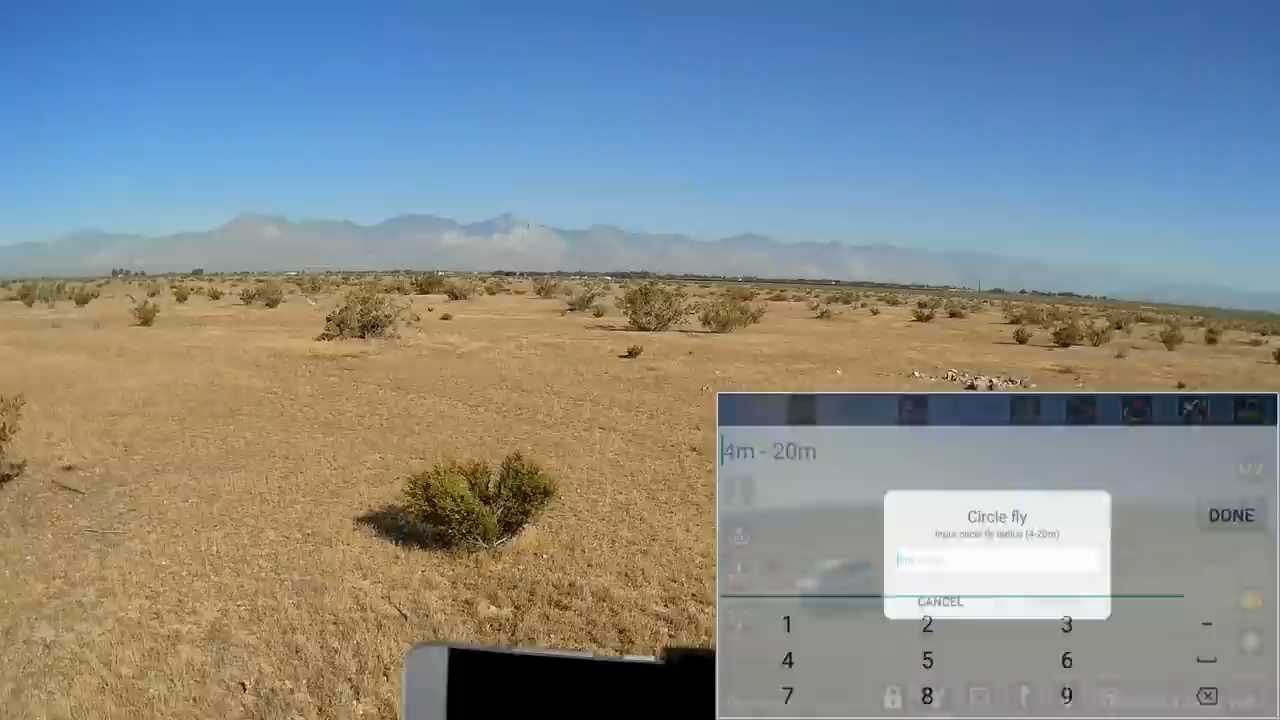 4m - 20m
Circle fly
Input circle fly radius (4-20m)
DONE
CANCEL
1 2 3 -
4 5 6
7 8 9